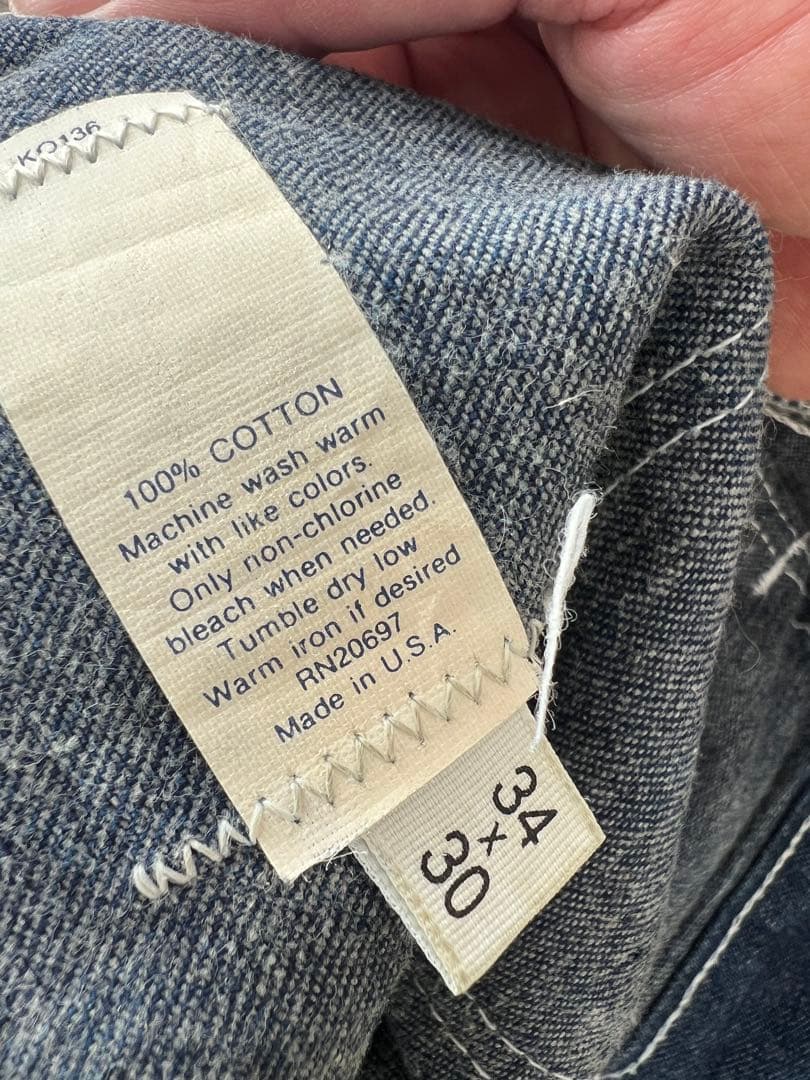 KO136
100% COTTON
Machine wash warm
with like colors.
Only non-chlorine
bleach when needed.
Tumble dry low
Warm iron if desired
RN20697
Made in U.S.A.
34
x
30